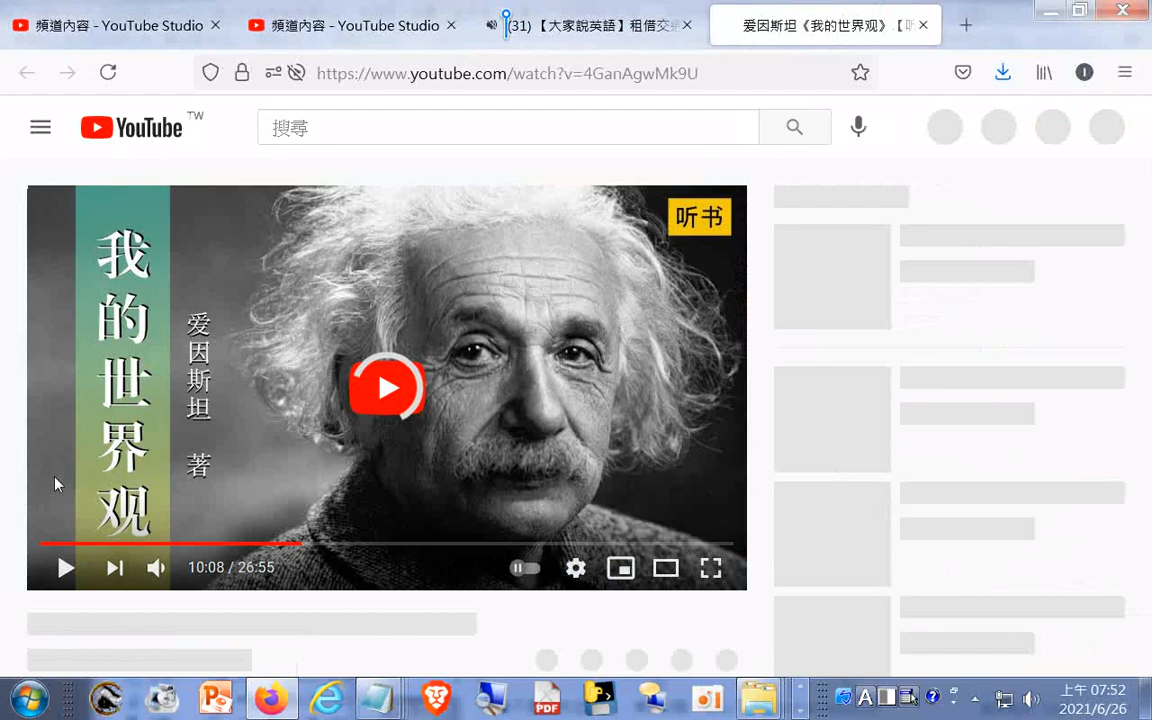 頻道內容 - YouTube Studio
頻道內容 - YouTube Studio
(31) 【大家說英語】租借交
爱因斯坦《我的世界观》【听
https://www.youtube.com/watch?v=4GanAgwMk9U
YouTube TW
搜尋
听书
我的世界观
爱因斯坦 著
10:08 / 26:55
上午 07:52
2021/6/26